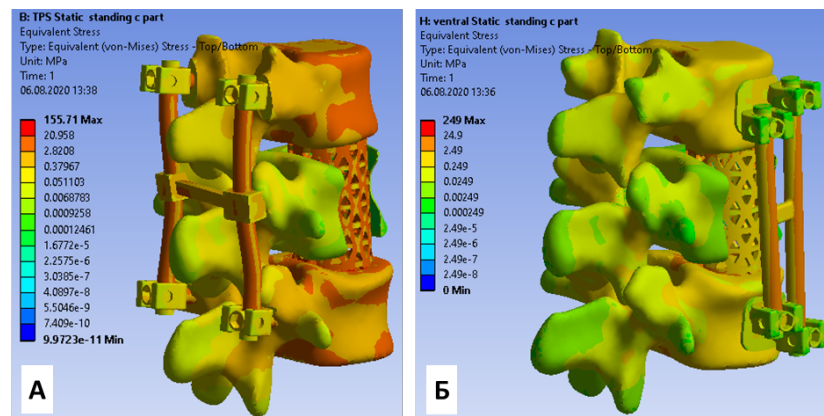 B: TPS Static standing c part
Equivalent Stress
Type: Equivalent (von-Mises) Stress - Top/Bottom
Unit: MPa
Time: 1
06.08.2020 13:38
155.71 Max
20.958
2.8208
0.37967
0.051103
0.0068783
0.0009258
0.00012461
1.6772e-5
2.2575e-6
3.0385e-7
4.0897e-8
5.5046e-9
7.409e-10
9.9723e-11 Min
А
H: ventral Static standing c part
Equivalent Stress
Type: Equivalent (von-Mises) Stress - Top/Bottom
Unit: MPa
Time: 1
06.08.2020 13:36
249 Max
24.9
2.49
0.249
0.0249
0.00249
0.000249
2.49e-5
2.49e-6
2.49e-7
2.49e-8
0 Min
Б